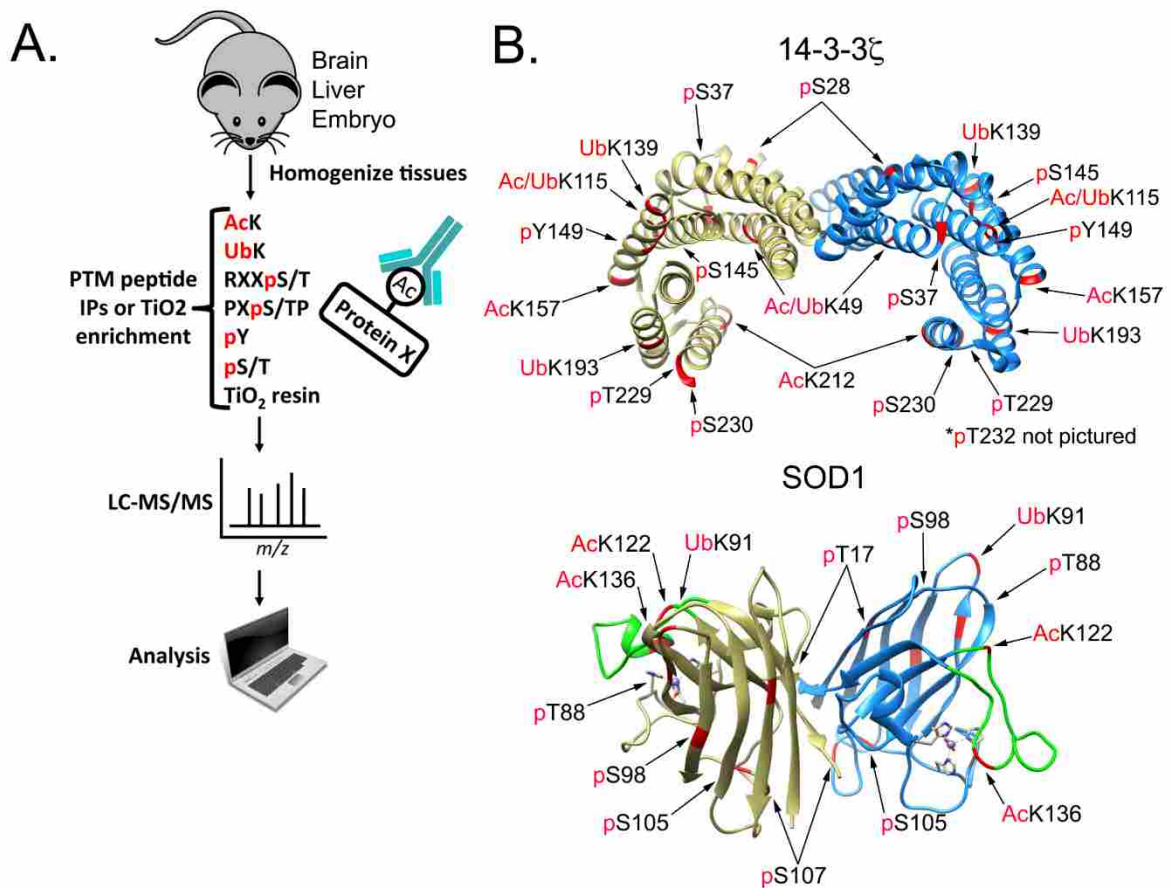 A.
Brain
Liver
Embryo
Homogenize tissues
PTM peptide
IPs or TiO2
enrichment
AcK
UbK
RXXpS/T
PXpS/TP
pY
pS/T
TiO₂ resin
Ac
Protein X
LC-MS/MS
m/z
Analysis
B.
14-3-3ζ
pS37
pS28
UbK139
UbK139
Ac/UbK115
pS145
Ac/UbK115
pY149
pY149
pS145
AcK157
Ac/UbK49
pS37
AcK157
UbK193
UbK193
AcK212
pT229
pS230
pS230
pT229
*pT232 not pictured
SOD1
AcK122
UbK91
pS98
UbK91
AcK136
pT17
pT88
AcK122
pT88
pS98
pS105
pS105
AcK136
pS107